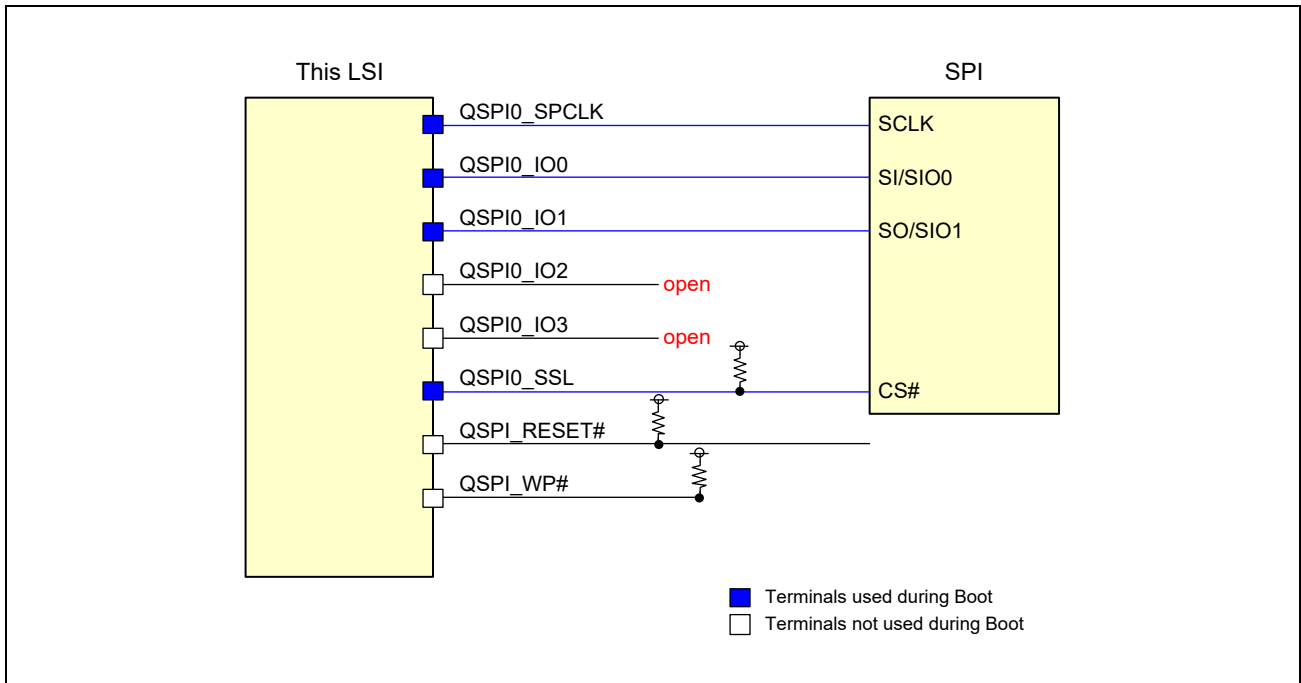 This LSI
SPI
QSPI0_SPCLK
SCLK
QSPI0_IO0
SI/SIO0
QSPI0_IO1
SO/SIO1
QSPI0_IO2
open
QSPI0_IO3
open
QSPI0_SSL
CS#
QSPI_RESET#
QSPI_WP#
Terminals used during Boot
Terminals not used during Boot